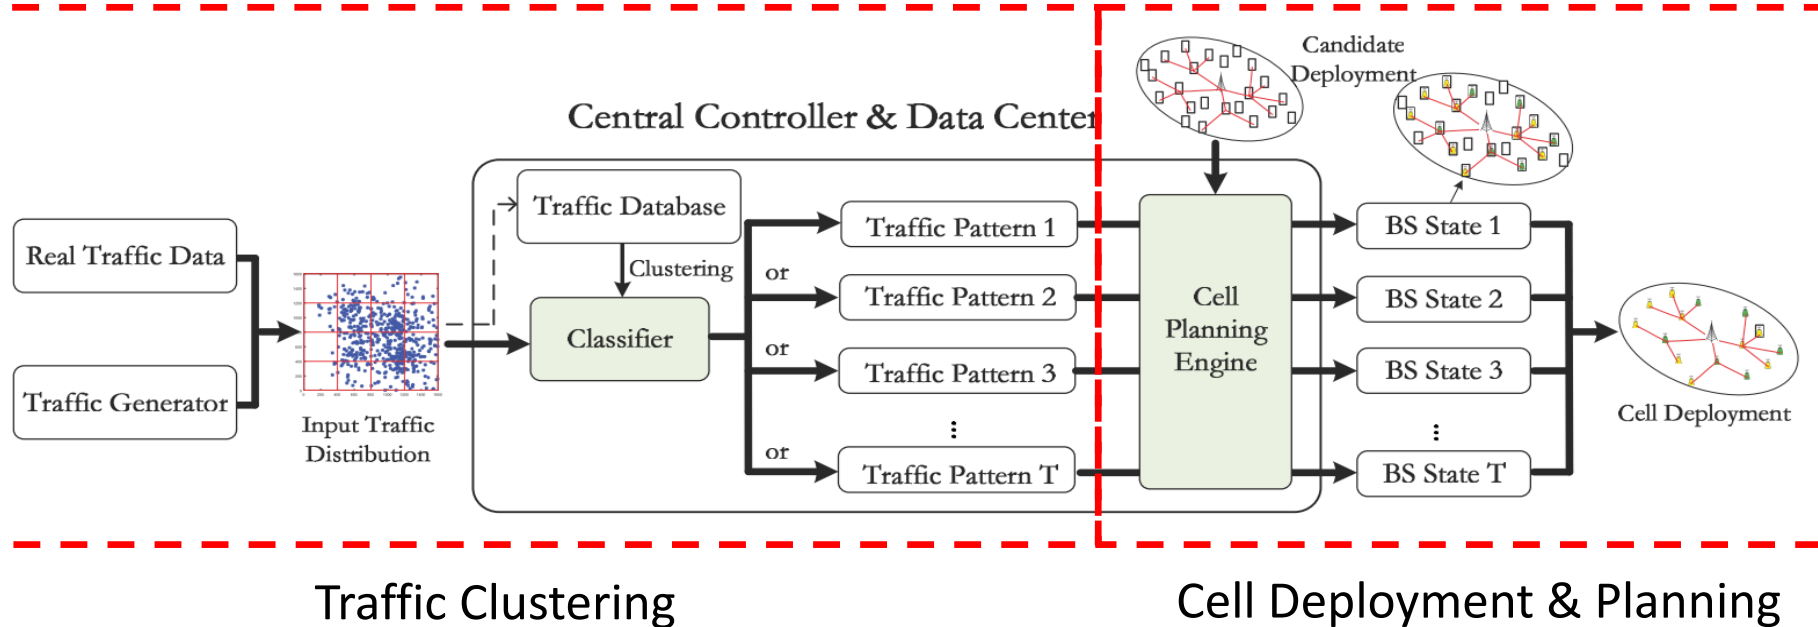 Candidate
Deployment
Central Controller & Data Center
Traffic Database
Real Traffic Data
Clustering
Traffic Pattern 1
BS State 1
or
Traffic Pattern 2
Cell
Planning
Engine
BS State 2
Classifier
or
Traffic Pattern 3
BS State 3
Traffic Generator
Input Traffic
Distribution
Cell Deployment
or
Traffic Pattern T
BS State T
Traffic Clustering
Cell Deployment & Planning